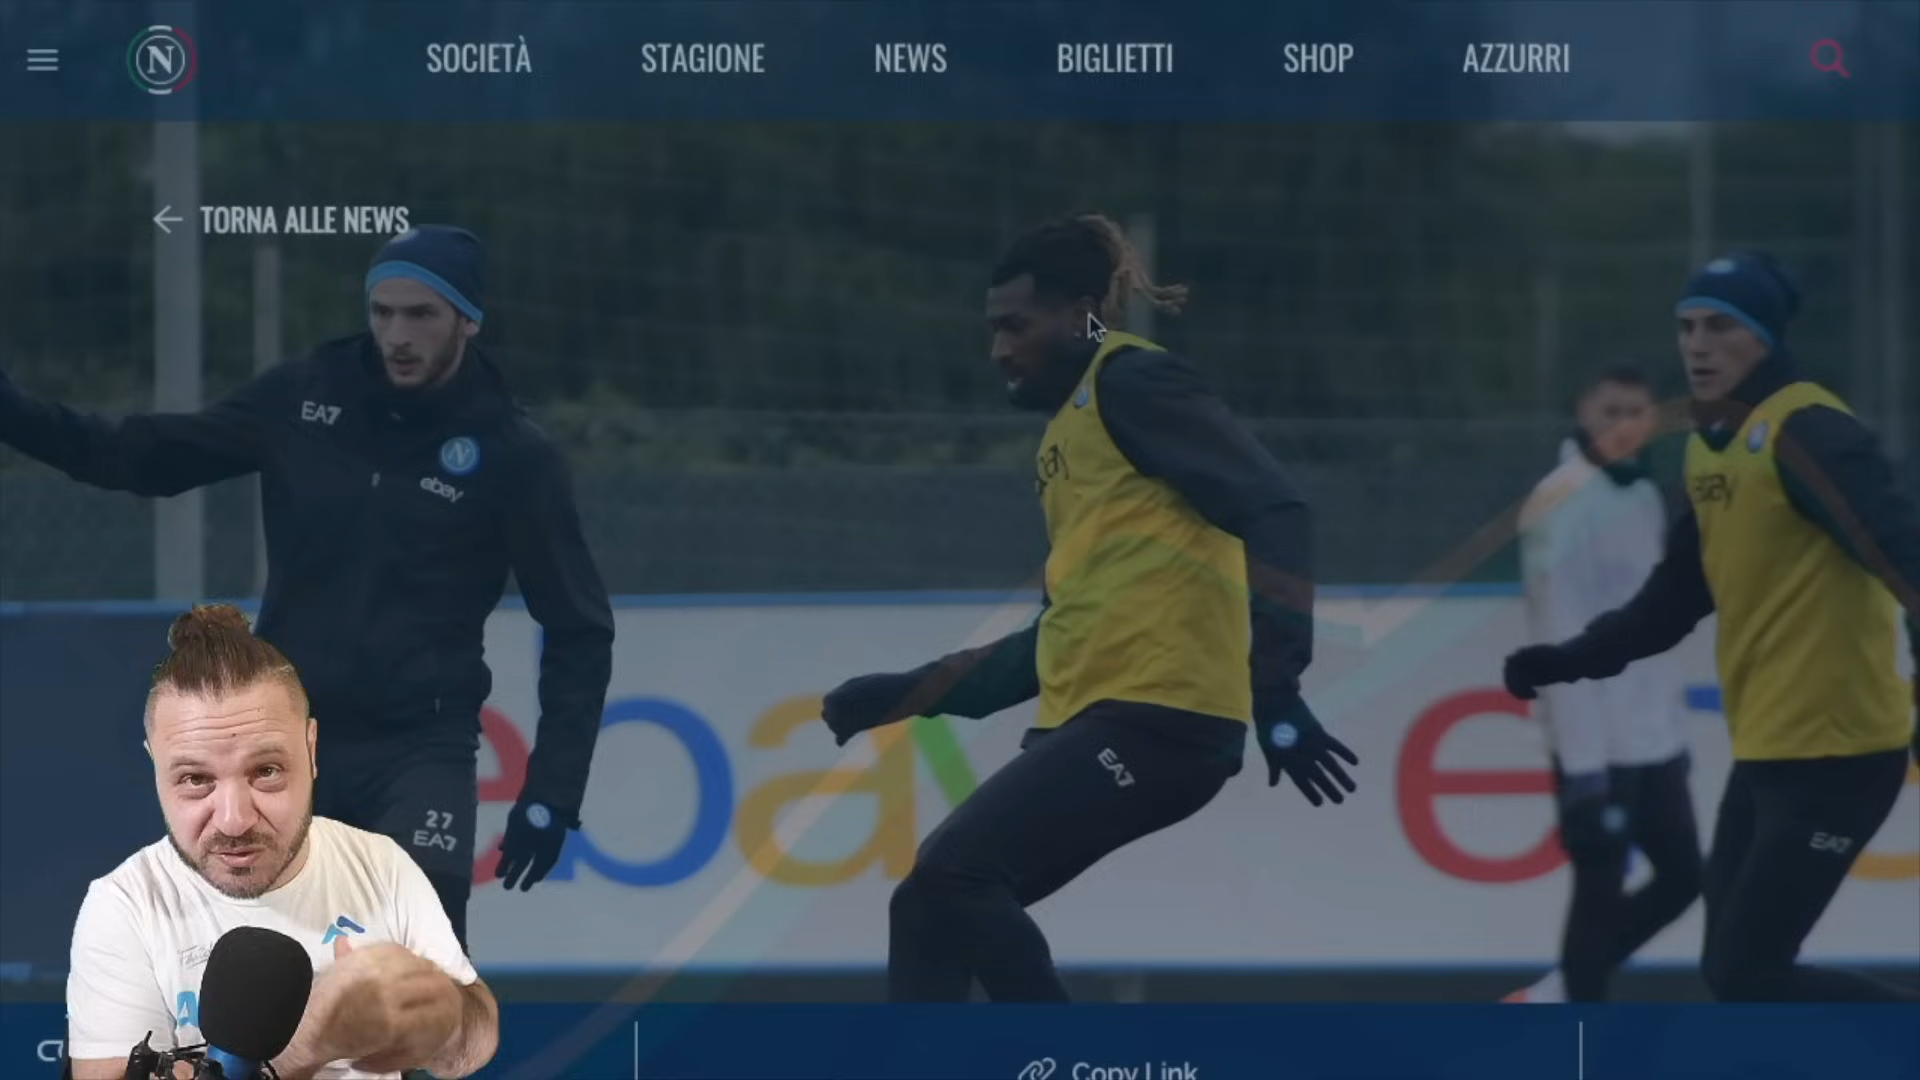 N
SOCIETÀ
STAGIONE
NEWS
BIGLIETTI
SHOP
AZZURRI
TORNA ALLE NEWS
EA7
N
ebay
ebay
27
EA7
EA7
ebay
EA7
Copy Link